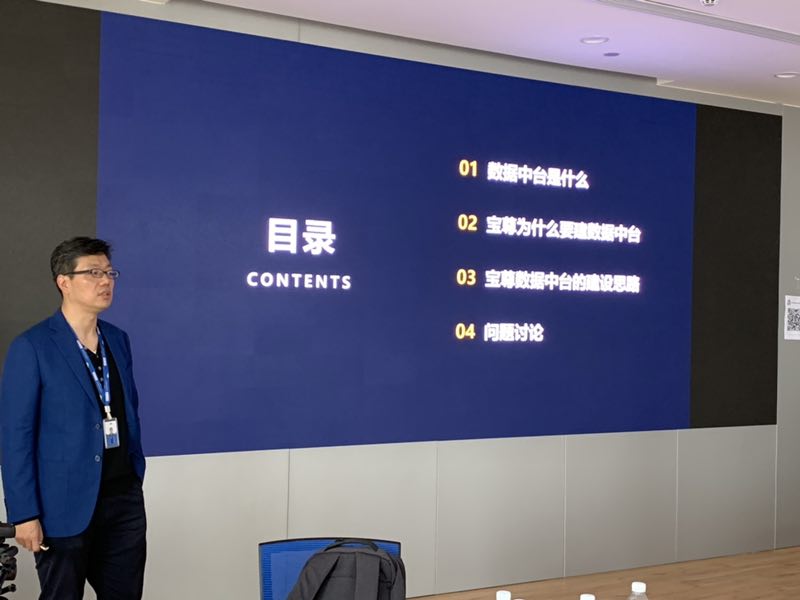 目录
CONTENTS
01 数据中台是什么
02 宝尊为什么要建数据中台
03 宝尊数据中台的建设思路
04 问题讨论